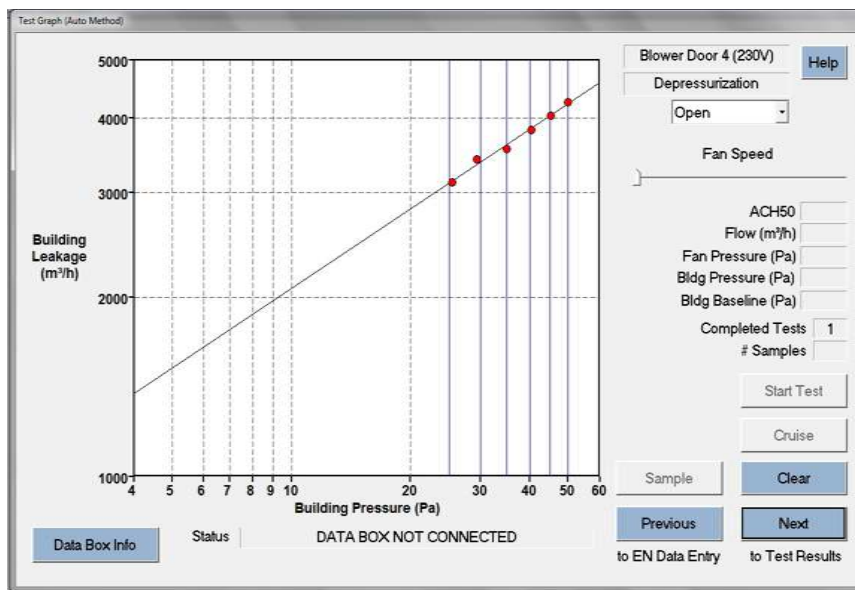 Test Graph (Auto Method)
5000
4000
3000
2000
1000
Building
Leakage
(m³/h)
4 5 6 7 8 9 10 20 30 40 50 60
Building Pressure (Pa)
Data Box Info
Status DATA BOX NOT CONNECTED
Blower Door 4 (230V)
Help
Depressurization
Open
Fan Speed
ACH50
Flow (m³/h)
Fan Pressure (Pa)
Bldg Pressure (Pa)
Bldg Baseline (Pa)
Completed Tests 1
# Samples
Start Test
Cruise
Sample Clear
Previous Next
to EN Data Entry to Test Results